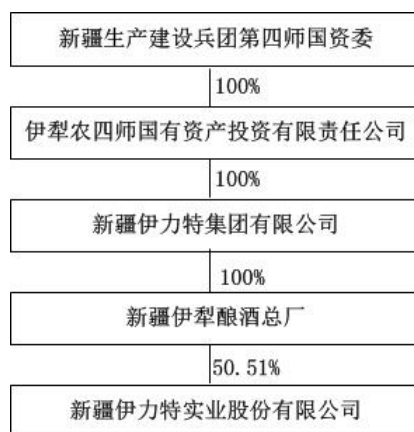 新疆生产建设兵团第四师国资委
100%
伊犁农四师国有资产投资有限责任公司
100%
新疆伊力特集团有限公司
100%
新疆伊犁酿酒总厂
50.51%
新疆伊力特实业股份有限公司